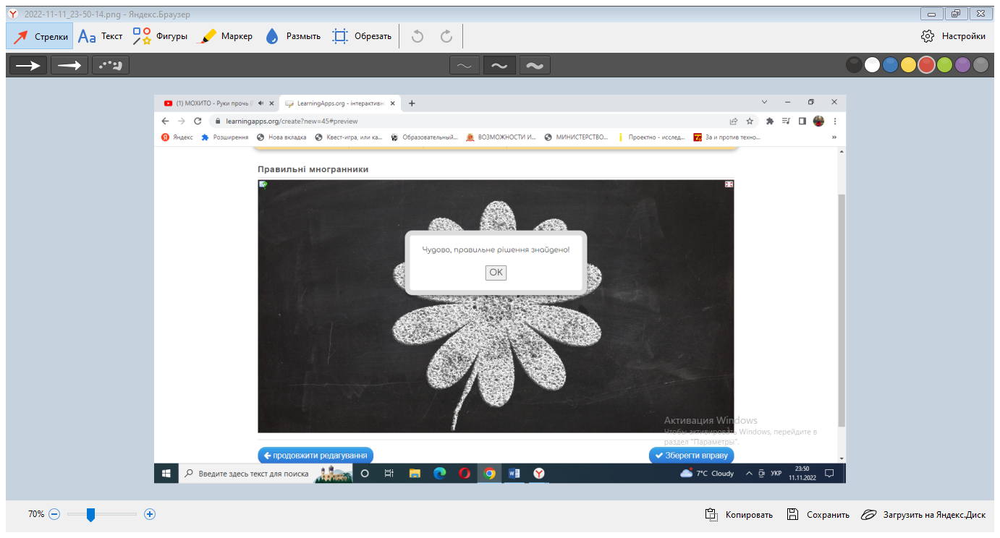 2022-11-11_23-50-14.png - Яндекс.Браузер
Стрелки Текст Фигуры Маркер Размыть Обрезать Настройки
(1) МОХИТО - Руки прочь LearningApps.org - інтерактивн
learningapps.org/create?new=45#preview
Яндекс Розширення Нова вкладка Квест-игра, или ка... Образовательный... ВОЗМОЖНОСТИ И... МИНИСТЕРСТВО... Проектно - исслед... За и против техно... »
Правильні многранники
Чудово, правильне рішення знайдено!
OK
Активация Windows
Чтобы активировать Windows, перейдите в
раздел "Параметры".
продовжити редагування Зберегти вправу
Введите здесь текст для поиска 7°C Cloudy УКР 23:50
11.11.2022
70% Копировать Сохранить Загрузить на Яндекс.Диск